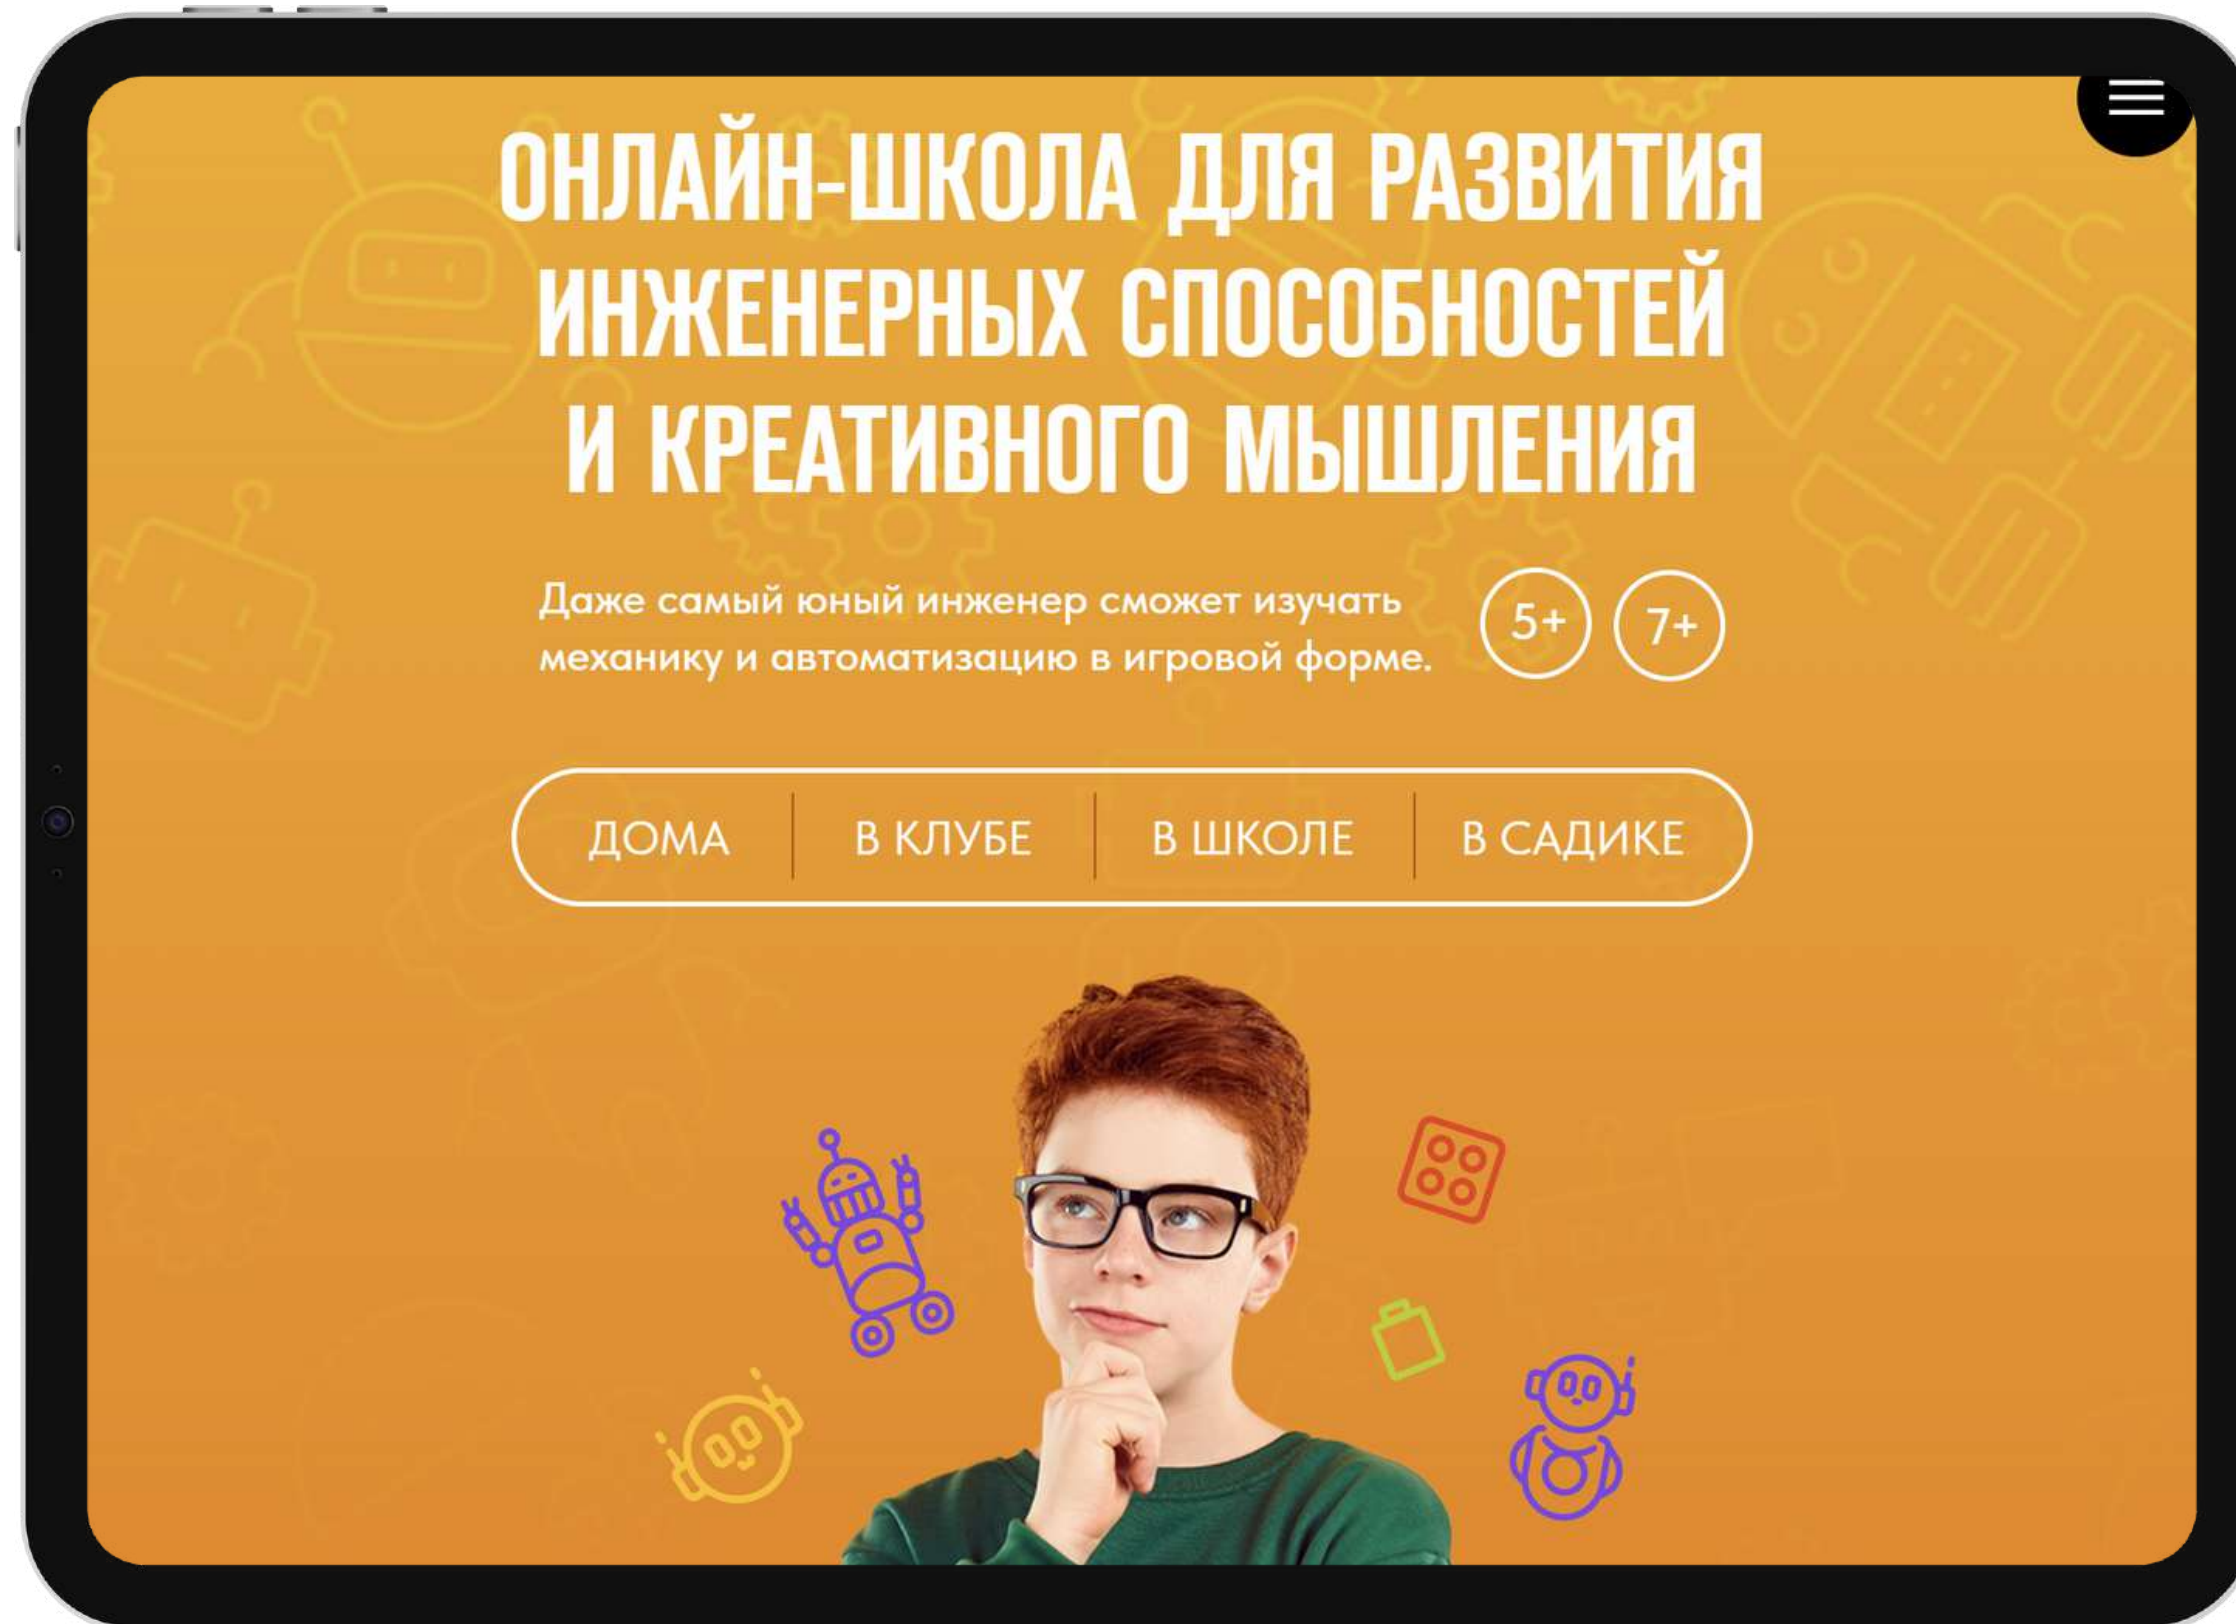 ОНЛАЙН-ШКОЛА ДЛЯ РАЗВИТИЯ
ИНЖЕНЕРНЫХ СПОСОБНОСТЕЙ
И КРЕАТИВНОГО МЫШЛЕНИЯ
Даже самый юный инженер сможет изучать
механику и автоматизацию в игровой форме.
5+ 7+
ДОМА В КЛУБЕ В ШКОЛЕ В САДИКЕ